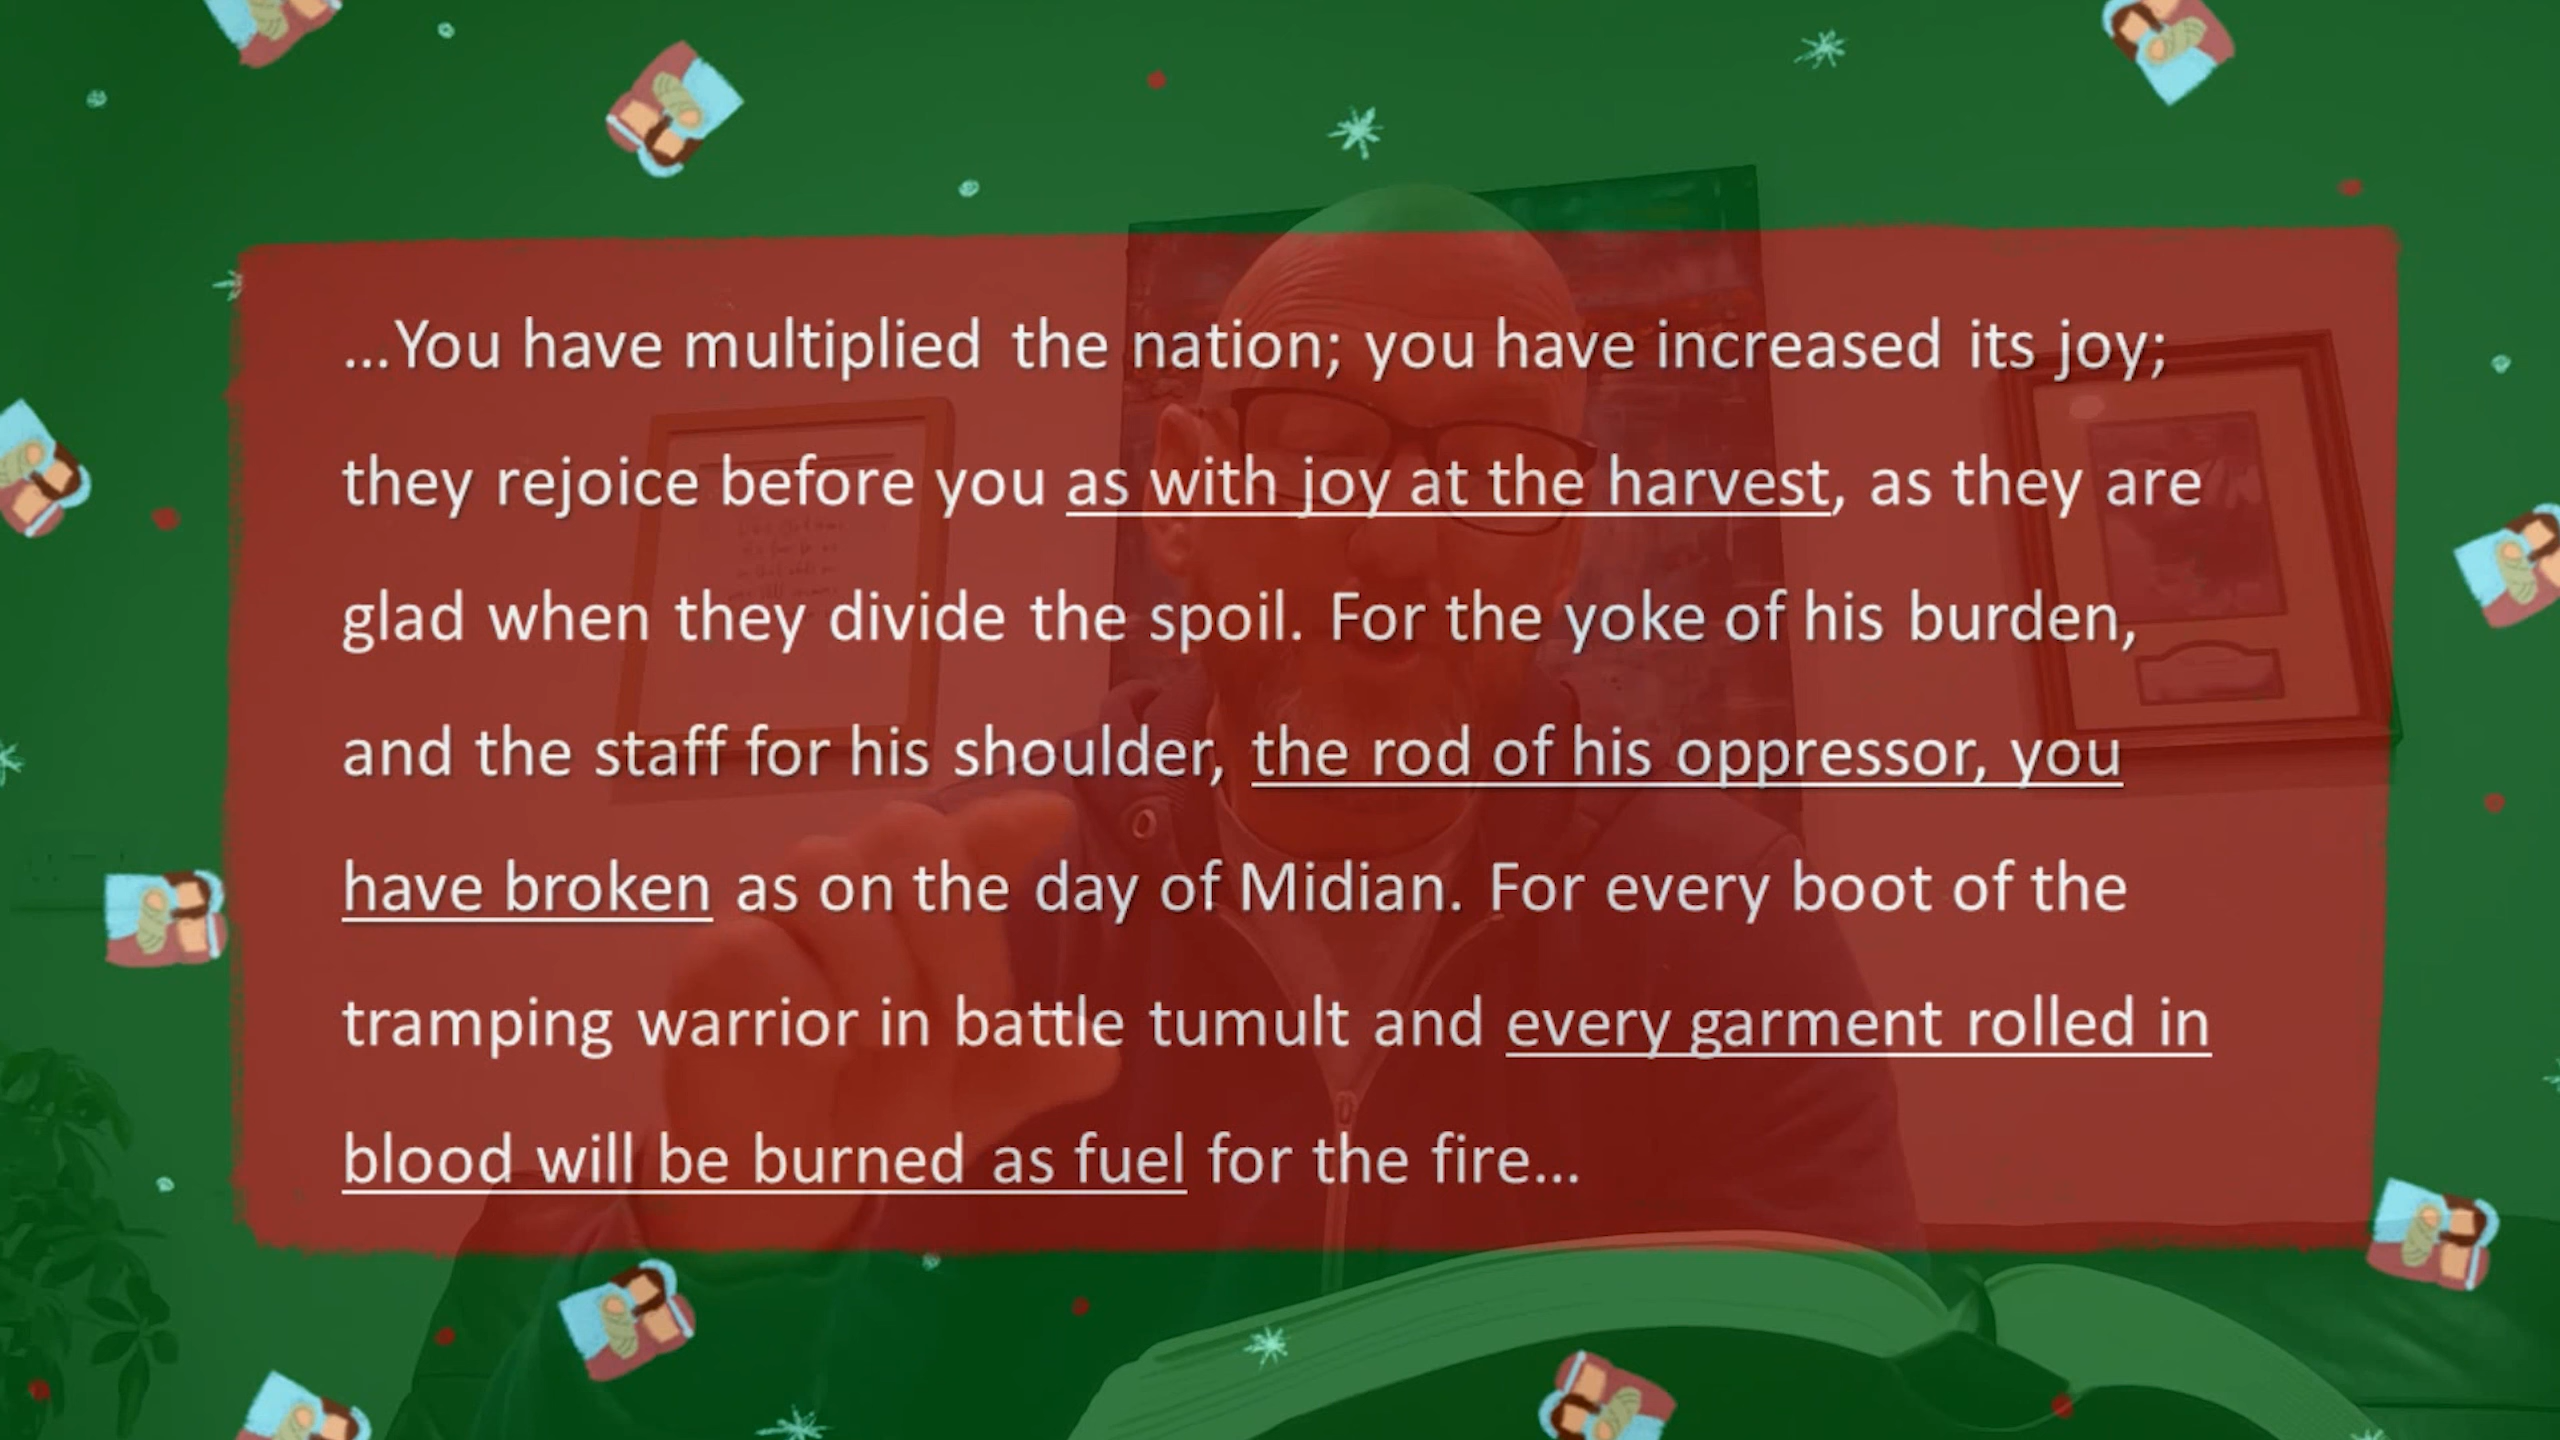 ...You have multiplied the nation; you have increased its joy;
they rejoice before you as with joy at the harvest, as they are
glad when they divide the spoil. For the yoke of his burden,
and the staff for his shoulder, the rod of his oppressor, you
have broken as on the day of Midian. For every boot of the
tramping warrior in battle tumult and every garment rolled in
blood will be burned as fuel for the fire...